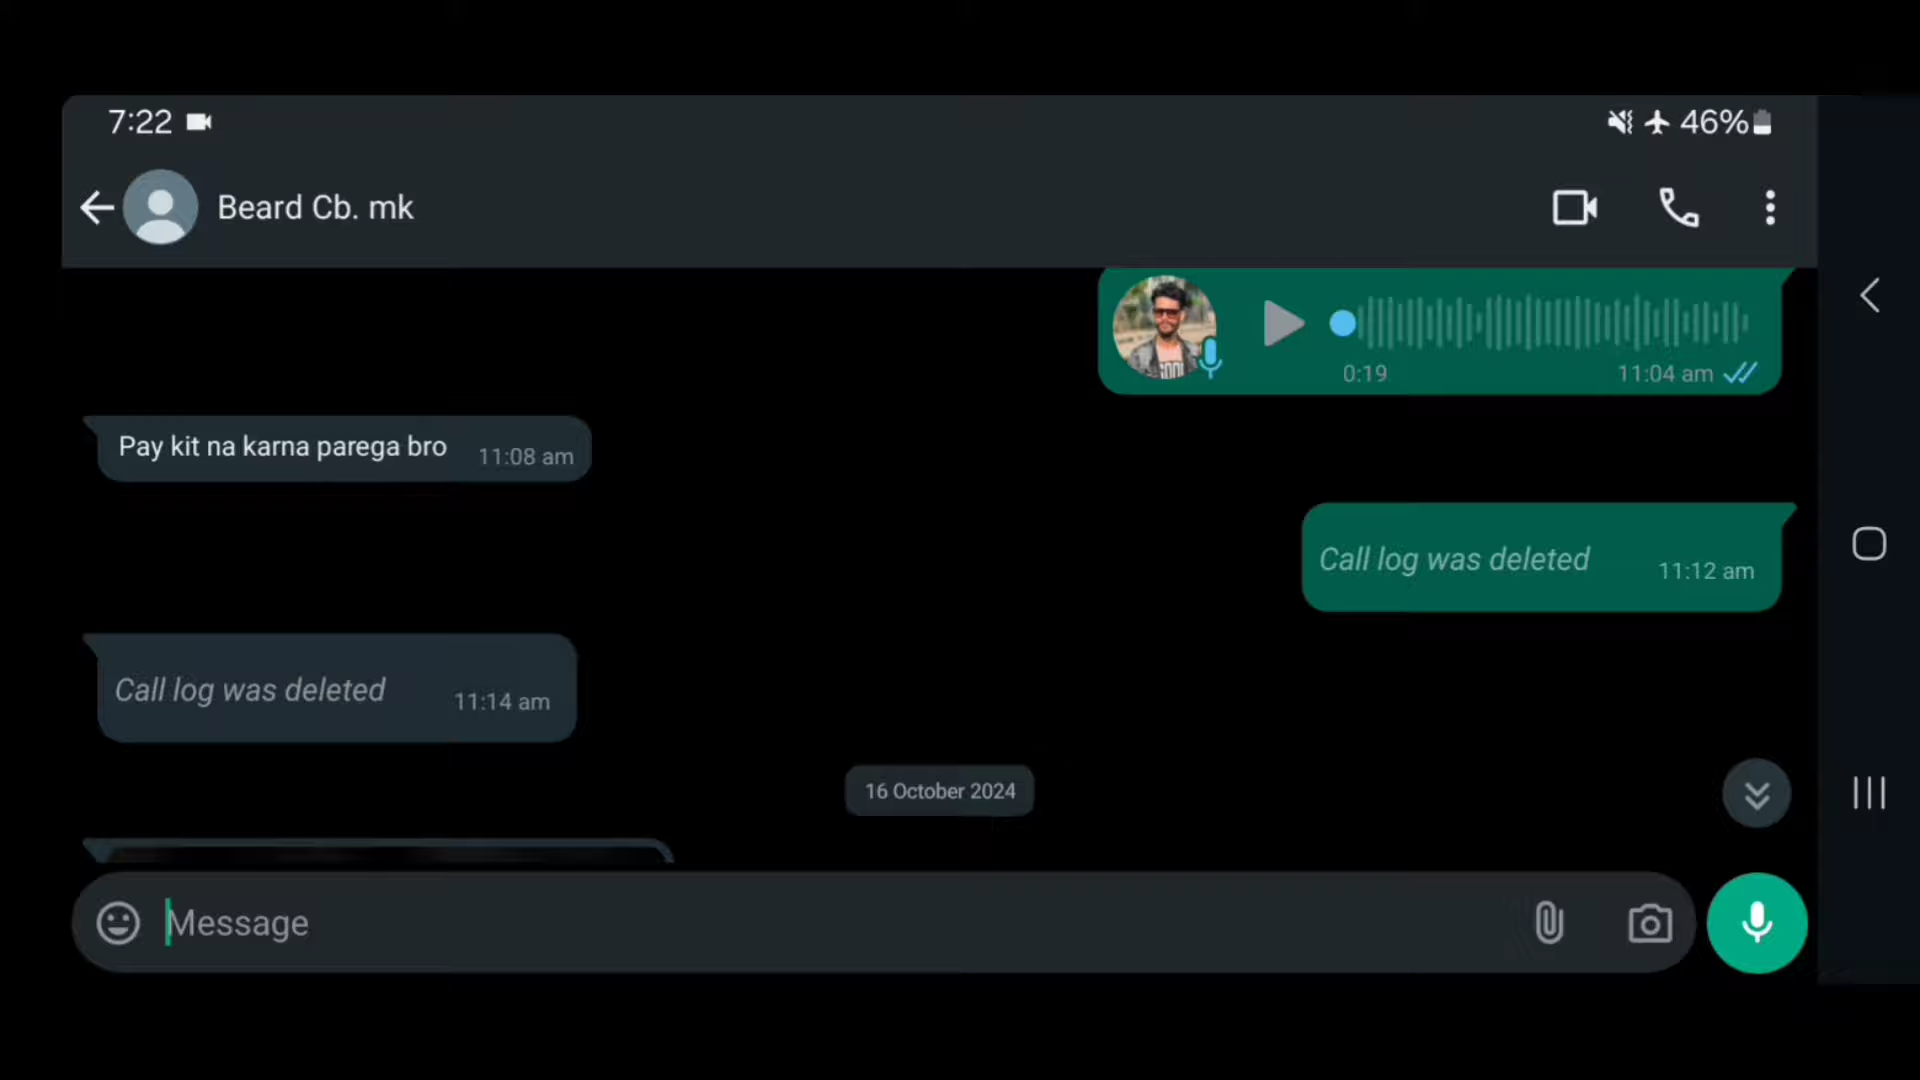 7:22
46%
Beard Cb. mk
0:19
11:04 am
Pay kit na karna parega bro
11:08 am
Call log was deleted
11:12 am
Call log was deleted
11:14 am
16 October 2024
Message